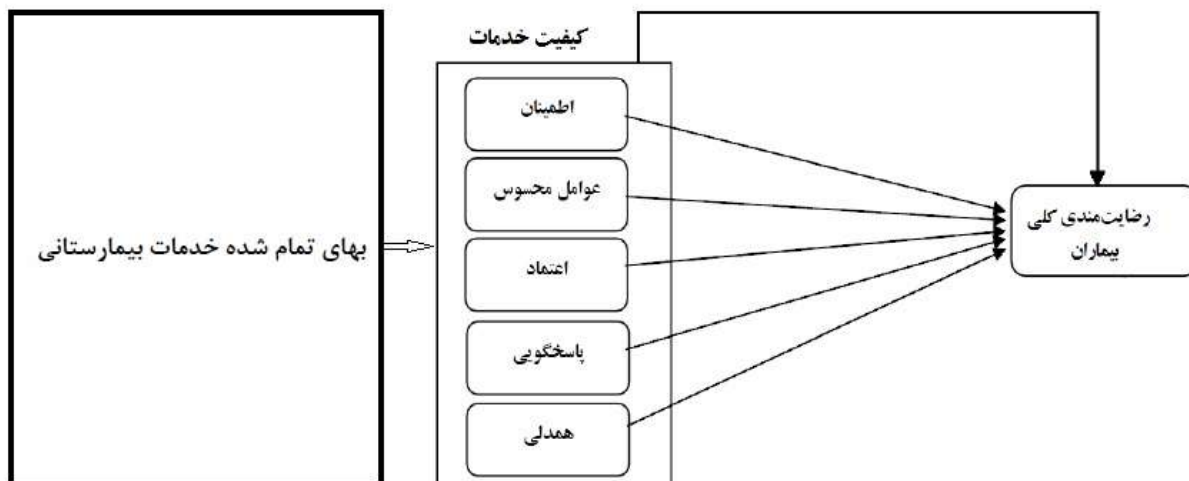 کیفیت خدمات
اطمینان
عوامل محسوس
اعتماد
پاسخگویی
همدلی
بهای تمام شده خدمات بیمارستانی
رضایت‌مندی کلی
بیماران